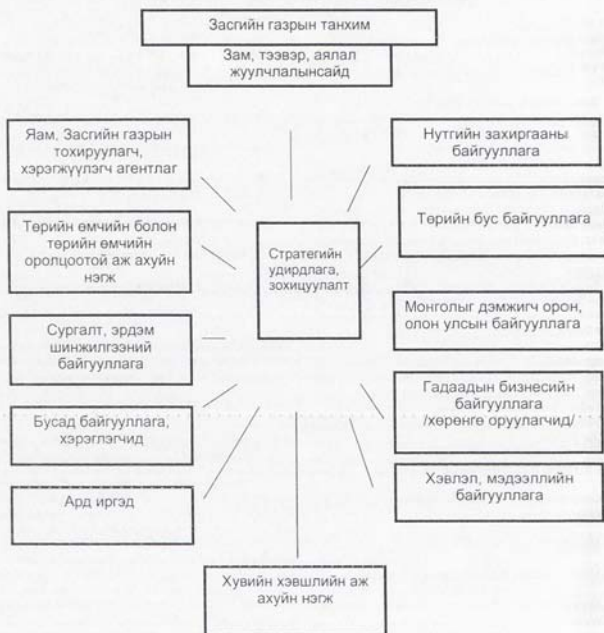 Засгийн газрын танхим
Зам, тээвэр, аялал
жуулчлалынсайд
Яам, Засгийн газрын
тохируулагч,
хэрэгжүүлэгч агентлаг
Төрийн өмчийн болон
төрийн өмчийн
оролцоотой аж ахуйн
нэгж
Сургалт, эрдэм
шинжилгээний
байгууллага
Бусад байгууллага,
хэрэглэгчид
Ард иргэд
Стратегийн
удирдлага,
зохицуулалт
Нутгийн захиргааны
байгууллага
Төрийн бус байгууллага
Монголыг дэмжигч орон,
олон улсын байгууллага
Гадаадын бизнесийн
байгууллага
/хөрөнгө оруулагчид/
Хэвлэл, мэдээллийн
байгууллага
Хувийн хэвшлийн аж
ахуйн нэгж